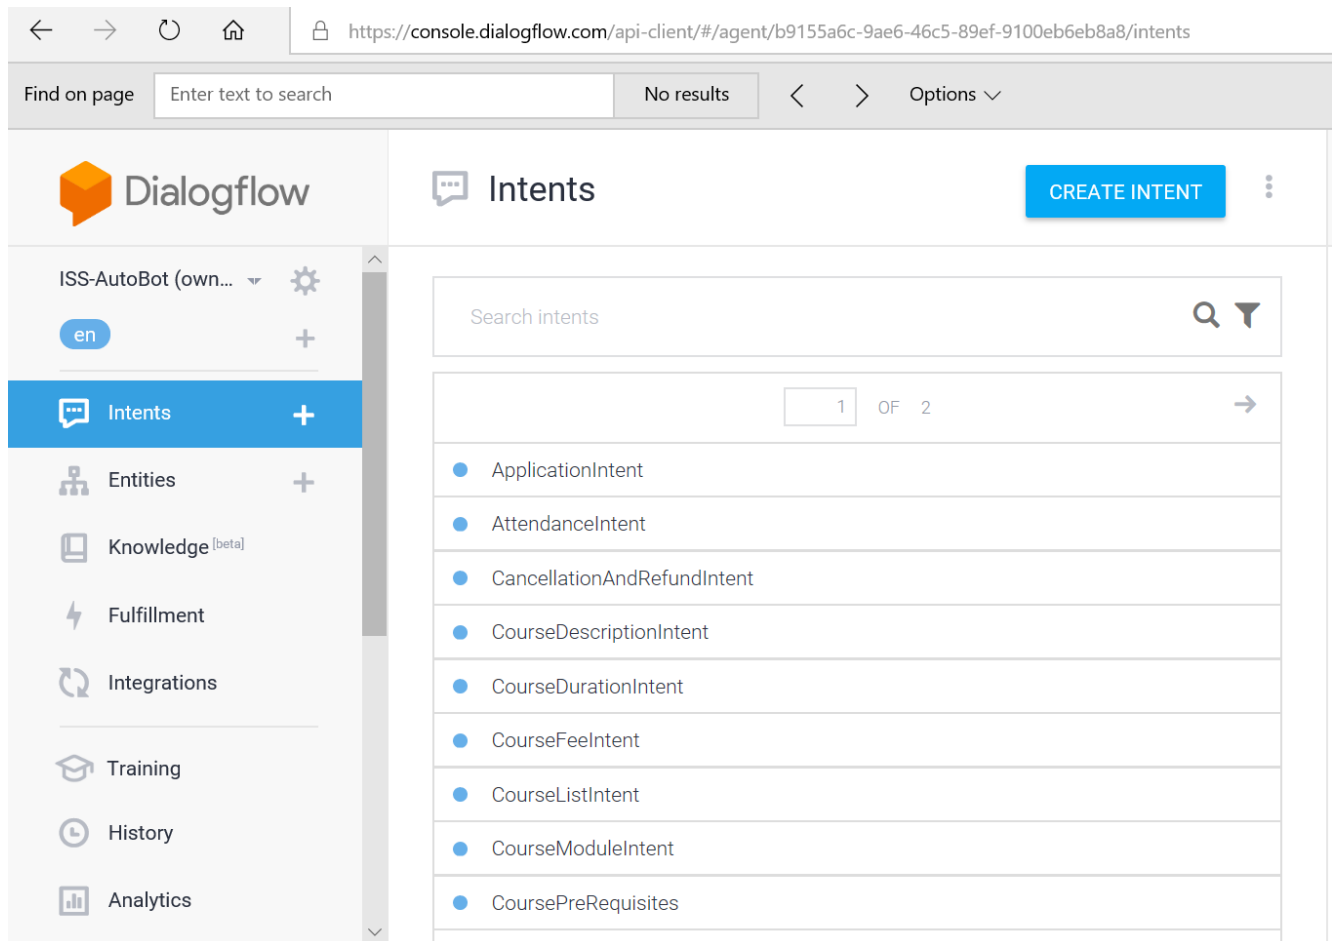 https://console.dialogflow.com/api-client/#/agent/b9155a6c-9ae6-46c5-89ef-9100eb6eb8a8/intents
Find on page
Enter text to search
No results
Options
Dialogflow
Intents
CREATE INTENT
ISS-AutoBot (own...
en
Intents
Entities
Knowledge [beta]
Fulfillment
Integrations
Training
History
Analytics
Search intents
1 OF 2
ApplicationIntent
AttendanceIntent
CancellationAndRefundIntent
CourseDescriptionIntent
CourseDurationIntent
CourseFeeIntent
CourseListIntent
CourseModuleIntent
CoursePreRequisites